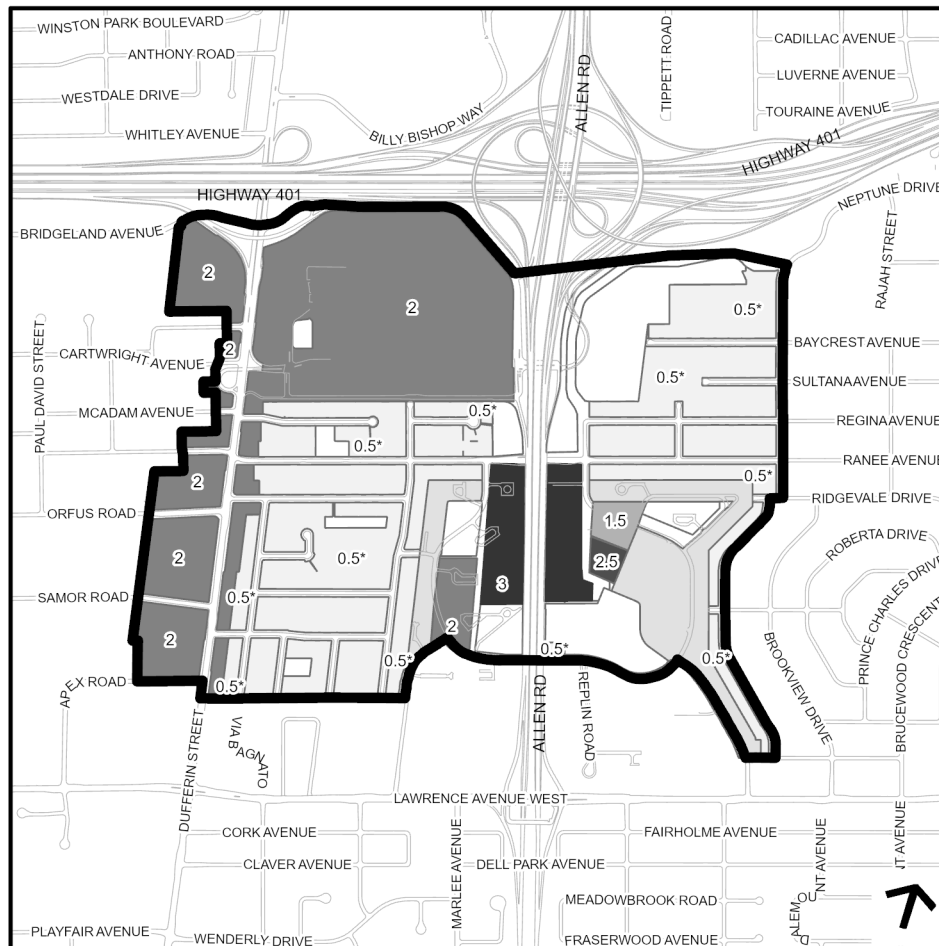 WINSTON PARK BOULEVARD
ANTHONY ROAD
WESTDALE DRIVE
WHITLEY AVENUE
BILLY BISHOP WAY
ALLEN RD
TIPPETT ROAD
CADILLAC AVENUE
LUVERNE AVENUE
TOURAINE AVENUE
HIGHWAY 401
HIGHWAY 401
NEPTUNE DRIVE
RAJAH STREET
BRIDGELAND AVENUE
2
2
0.5*
PAUL DAVID STREET
CARTWRIGHT AVENUE
2
BAYCREST AVENUE
0.5*
SULTANA AVENUE
MCADAM AVENUE
0.5*
REGINA AVENUE
0.5*
RANEE AVENUE
2
0.5*
RIDGEVALE DRIVE
ORFUS ROAD
1.5
ROBERTA DRIVE
2
0.5*
2.5
PRINCE CHARLES DRIVE
3
SAMOR ROAD
0.5*
BRUCEWOOD CRESCENT
2
2
0.5*
0.5*
0.5*
BROOKVIEW DRIVE
APEX ROAD
0.5*
DUFFERIN STREET
VIA BAGNATO
ALLEN RD
REPLIN ROAD
LAWRENCE AVENUE WEST
CORK AVENUE
MARLEE AVENUE
FAIRHOLME AVENUE
CLAVER AVENUE
DELL PARK AVENUE
NT AVENUE
NT AVENUE
MEADOWBROOK ROAD
ALEMOU
D
PLAYFAIR AVENUE
WENDERLY DRIVE
FRASERWOOD AVENUE